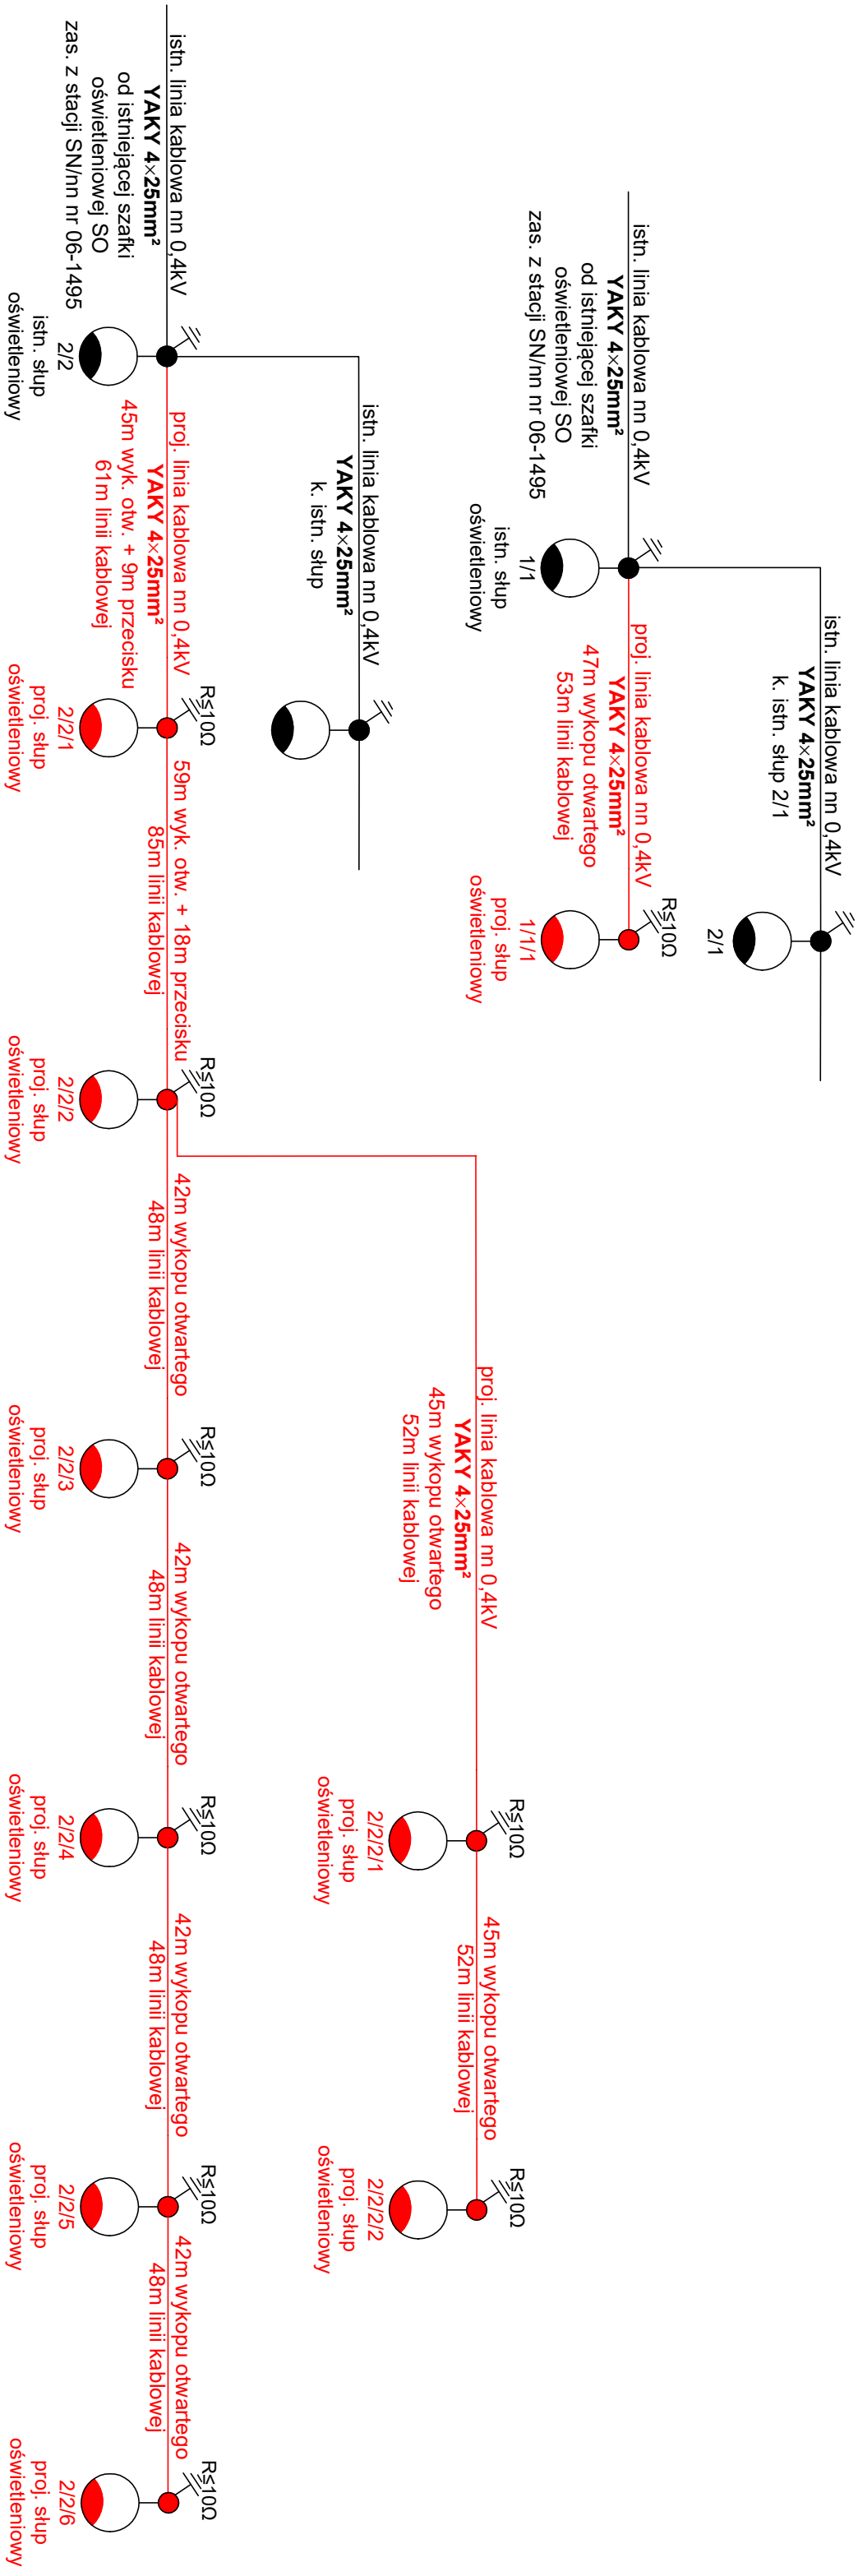 istn. linia kablowa nn 0,4kV
YAKY 4×25mm²
k. istn. słup 2/1
2/1
istn. linia kablowa nn 0,4kV
YAKY 4×25mm²
od istniejącej szafki
oświetleniowej SO
zas. z stacji SN/nn nr 06-1495
1/1
istn. słup
oświetleniowy
proj. linia kablowa nn 0,4kV
YAKY 4×25mm²
47m wykopu otwartego
53m linii kablowej
R≤10Ω
1/1/1
proj. słup
oświetleniowy
proj. linia kablowa nn 0,4kV
YAKY 4×25mm²
45m wykopu otwartego
52m linii kablowej
R≤10Ω
2/2/2/1
proj. słup
oświetleniowy
45m wykopu otwartego
52m linii kablowej
R≤10Ω
2/2/2/2
proj. słup
oświetleniowy
istn. linia kablowa nn 0,4kV
YAKY 4×25mm²
k. istn. słup
istn. linia kablowa nn 0,4kV
YAKY 4×25mm²
od istniejącej szafki
oświetleniowej SO
zas. z stacji SN/nn nr 06-1495
2/2
istn. słup
oświetleniowy
proj. linia kablowa nn 0,4kV
YAKY 4×25mm²
45m wyk. otw. + 9m przecisku
61m linii kablowej
R≤10Ω
2/2/1
proj. słup
oświetleniowy
59m wyk. otw. + 18m przecisku
85m linii kablowej
R≤10Ω
2/2/2
proj. słup
oświetleniowy
42m wykopu otwartego
48m linii kablowej
R≤10Ω
2/2/3
proj. słup
oświetleniowy
42m wykopu otwartego
48m linii kablowej
R≤10Ω
2/2/4
proj. słup
oświetleniowy
42m wykopu otwartego
48m linii kablowej
R≤10Ω
2/2/5
proj. słup
oświetleniowy
42m wykopu otwartego
48m linii kablowej
R≤10Ω
2/2/6
proj. słup
oświetleniowy